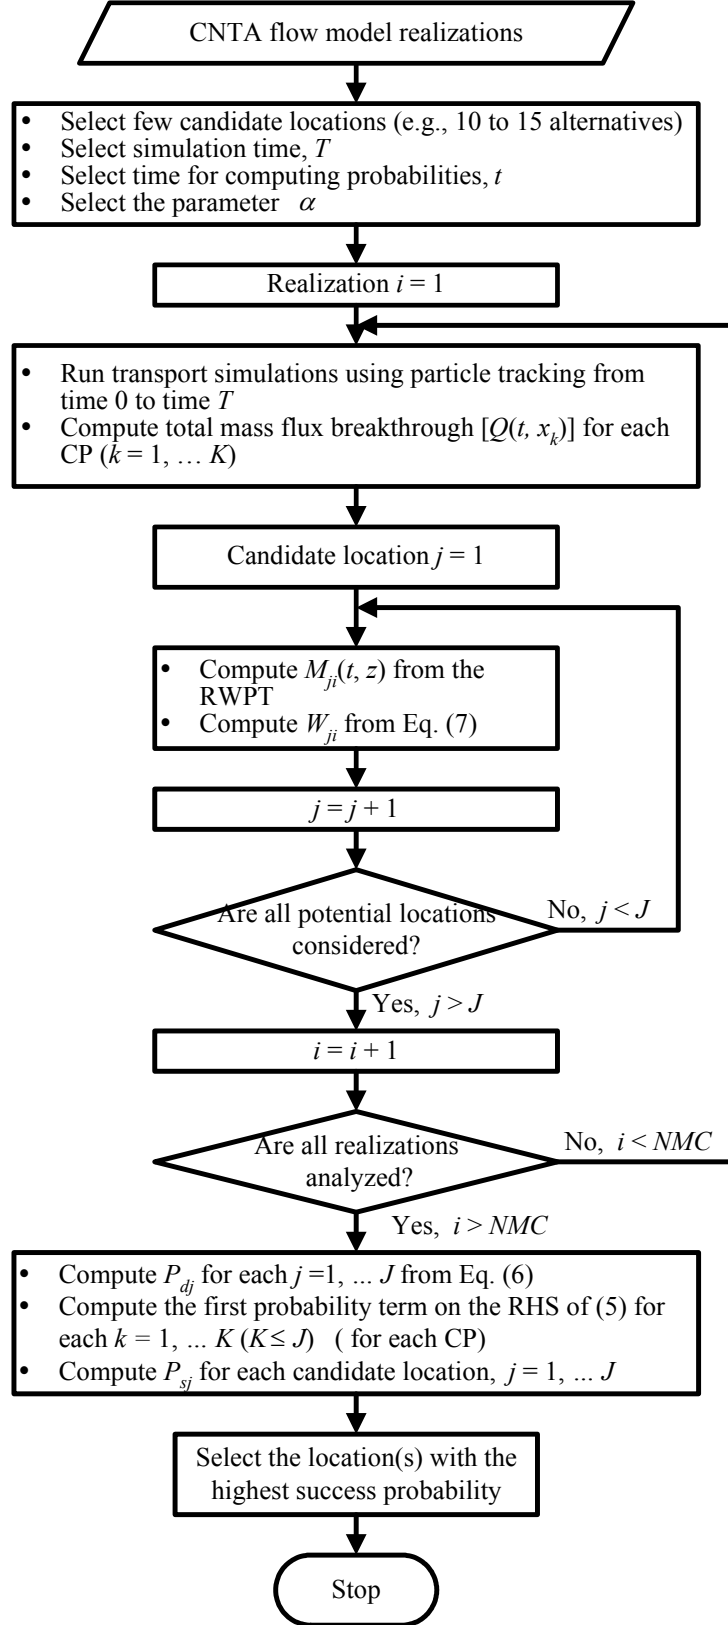 CNTA flow model realizations
• Select few candidate locations (e.g., 10 to 15 alternatives)
• Select simulation time, T
• Select time for computing probabilities, t
• Select the parameter α
Realization i = 1
• Run transport simulations using particle tracking from
time 0 to time T
• Compute total mass flux breakthrough [Q(t, x_k)] for each
CP (k = 1, … K)
Candidate location j = 1
• Compute M_ji(t, z) from the
RWPT
• Compute W_ji from Eq. (7)
j = j + 1
Are all potential locations
considered?
No, j < J
Yes, j > J
i = i + 1
Are all realizations
analyzed?
No, i < NMC
Yes, i > NMC
• Compute P_dj for each j =1, ... J from Eq. (6)
• Compute the first probability term on the RHS of (5) for
each k = 1, ... K (K ≤ J) ( for each CP)
• Compute P_sj for each candidate location, j = 1, ... J
Select the location(s) with the
highest success probability
Stop